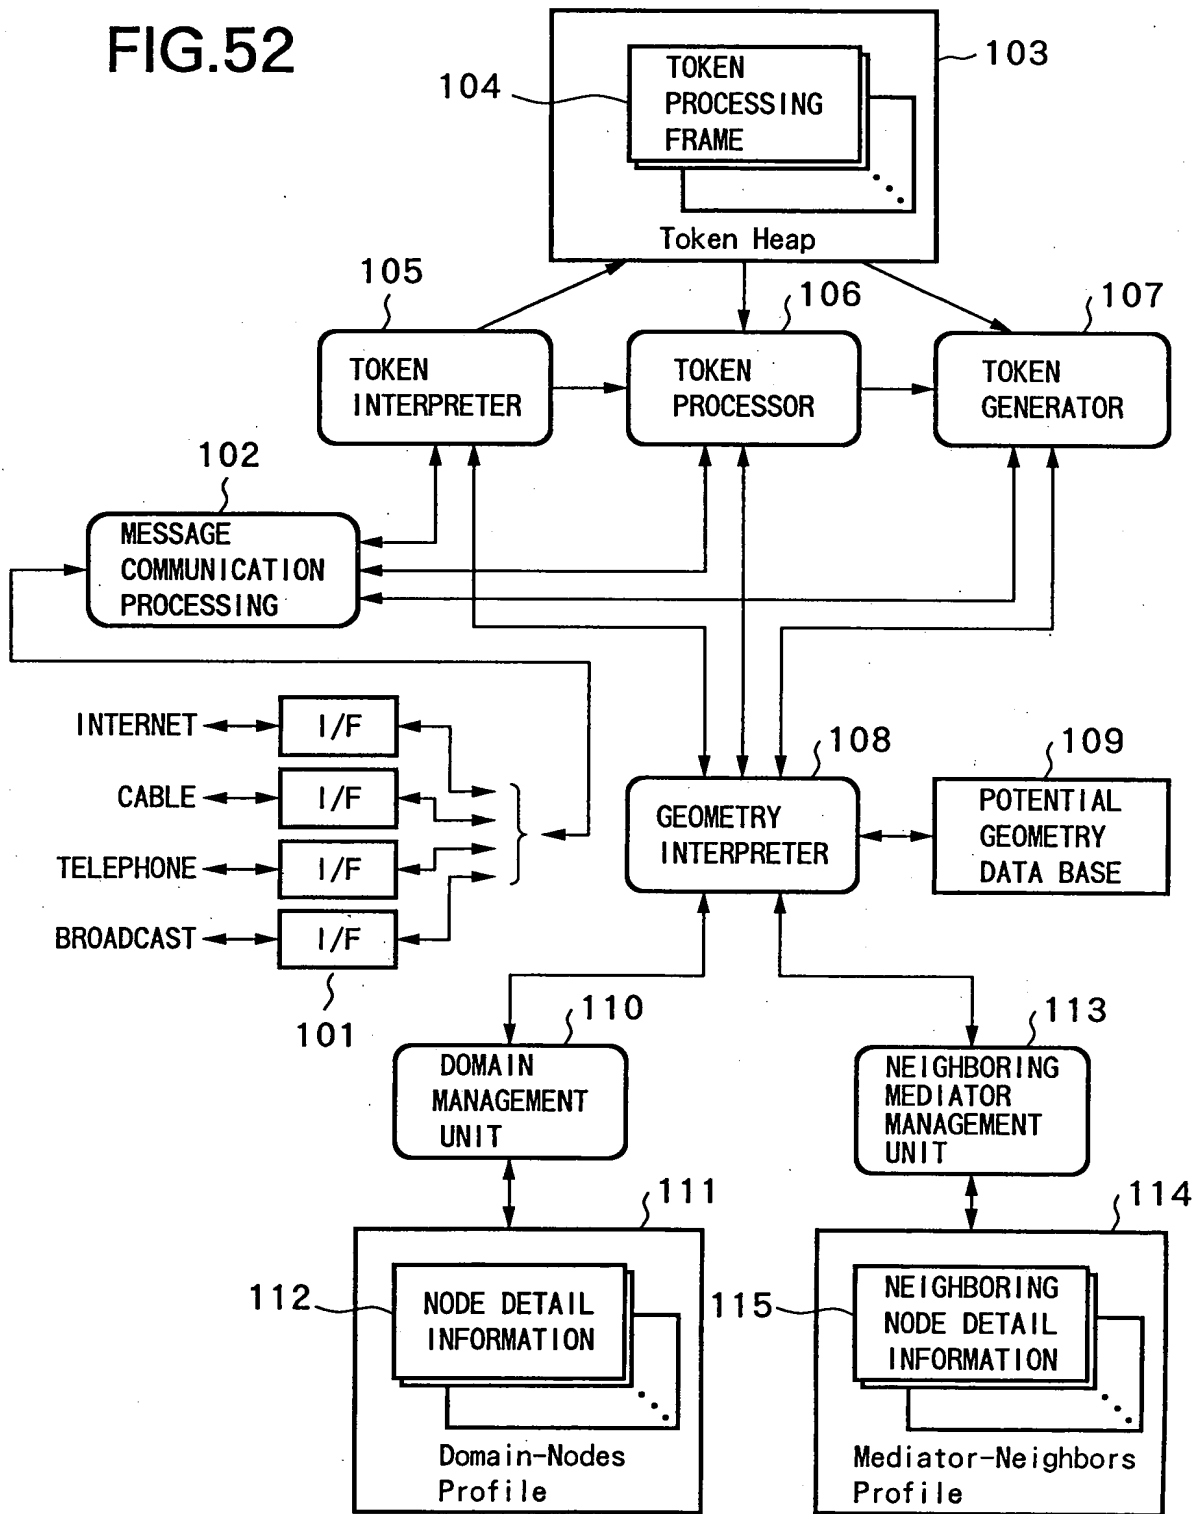 FIG.52
103
104
TOKEN
PROCESSING
FRAME
Token Heap
105
106
107
TOKEN
INTERPRETER
TOKEN
PROCESSOR
TOKEN
GENERATOR
102
MESSAGE
COMMUNICATION
PROCESSING
INTERNET
I/F
CABLE
I/F
TELEPHONE
I/F
BROADCAST
I/F
101
108
GEOMETRY
INTERPRETER
109
POTENTIAL
GEOMETRY
DATA BASE
110
DOMAIN
MANAGEMENT
UNIT
113
NEIGHBORING
MEDIATOR
MANAGEMENT
UNIT
111
112
NODE DETAIL
INFORMATION
Domain-Nodes
Profile
114
115
NEIGHBORING
NODE DETAIL
INFORMATION
Mediator-Neighbors
Profile